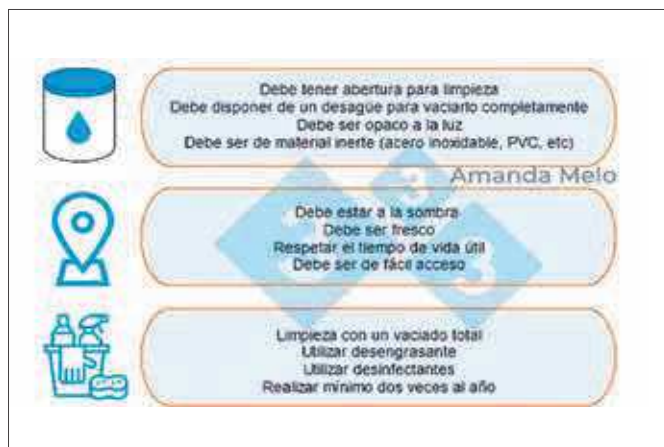 Debe tener abertura para limpieza
Debe disponer de un desagüe para vaciarlo completamente
Debe ser opaco a la luz
Debe ser de material inerte (acero inoxidable, PVC, etc)
Amanda Melo
3
3
3
Debe estar a la sombra
Debe ser fresco
Respetar el tiempo de vida útil
Debe ser de fácil acceso
Limpieza con un vaciado total
Utilizar desengrasante
Utilizar desinfectantes
Realizar mínimo dos veces al año